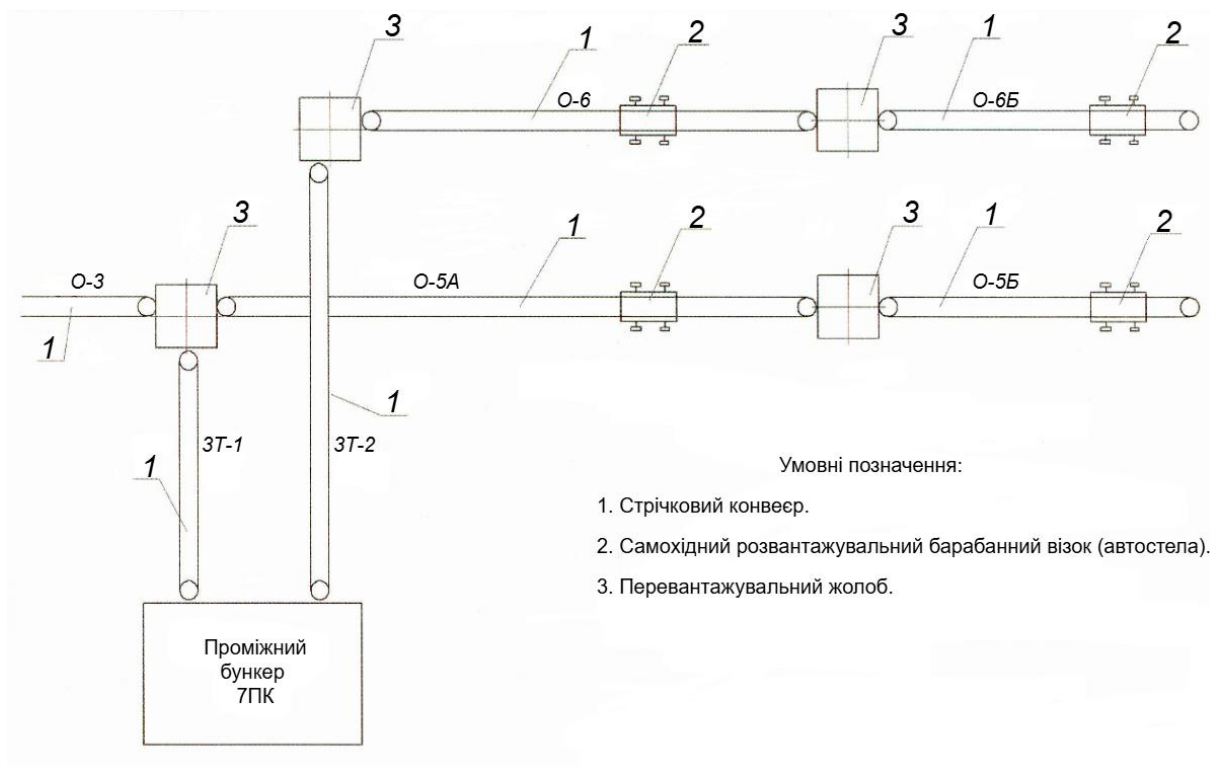 3
1
2
3
1
2
О-6
О-6Б
3
1
2
3
1
2
О-3
О-5А
О-5Б
1
1
3Т-1
3Т-2
1
Умовні позначення:
1. Стрічковий конвеєр.
2. Самохідний розвантажувальний барабанний візок (автостела).
3. Перевантажувальний жолоб.
Проміжний
бункер
7ПК